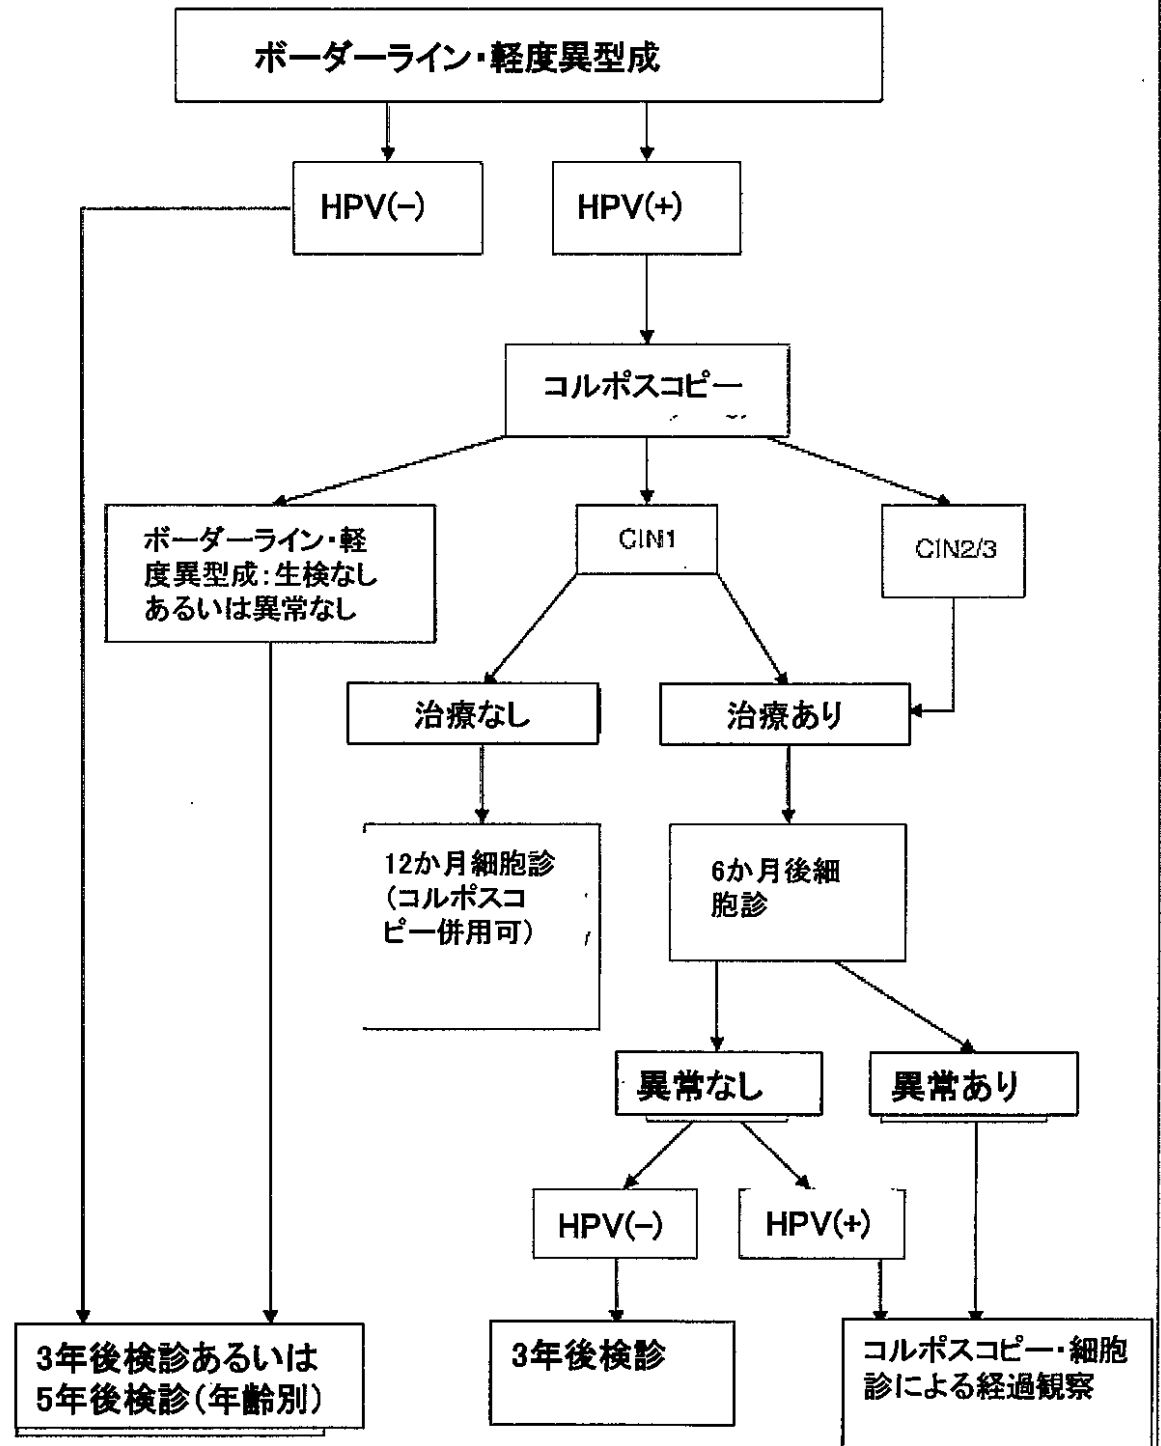 ボーダーライン・軽度異型成
HPV(−)
HPV(+)
コルポスコピー
ボーダーライン・軽
度異型成:生検なし
あるいは異常なし
CIN1
CIN2/3
治療なし
治療あり
12か月細胞診
(コルポスコ
ピー併用可)
6か月後細
胞診
異常なし
異常あり
HPV(−)
HPV(+)
3年後検診あるいは
5年後検診(年齢別)
3年後検診
コルポスコピー・細胞
診による経過観察